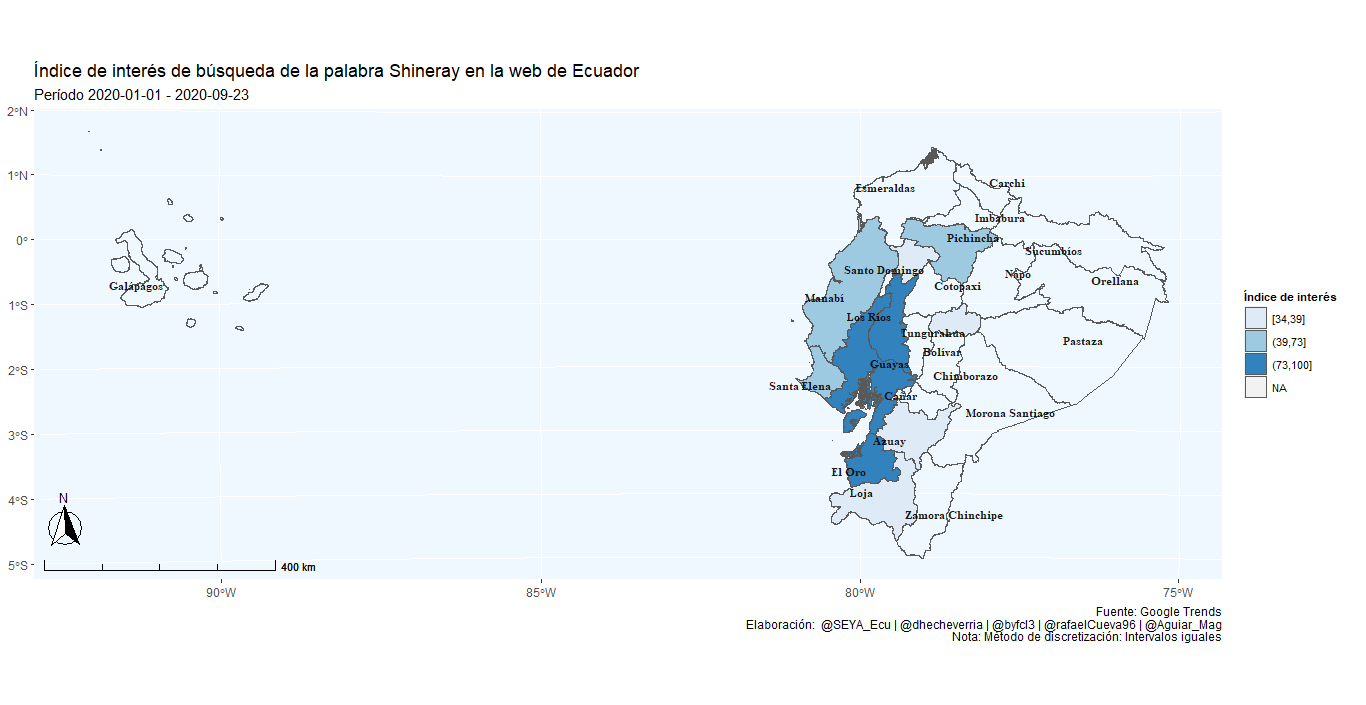 Índice de interés de búsqueda de la palabra Shineray en la web de Ecuador
Período 2020-01-01 - 2020-09-23
2°N
1°N
0°
1°S
2°S
3°S
4°S
5°S
Esmeraldas
Carchi
Imbabura
Pichincha
Sucumbíos
Santo Domingo
Napo
Orellana
Cotopaxi
Galápagos
Manabí
Los Ríos
Tungurahua
Pastaza
Bolívar
Guayas
Chimborazo
Santa Elena
Cañar
Morona Santiago
Azuay
El Oro
Loja
Zamora Chinchipe
N
400 km
90°W
85°W
80°W
75°W
Índice de interés
[34,39]
(39,73]
(73,100]
NA
Fuente: Google Trends
Elaboración: @SEYA_Ecu | @dhecheverria | @byfcl3 | @rafaelCueva96 | @Aguiar_Mag
Nota: Método de discretización: Intervalos iguales